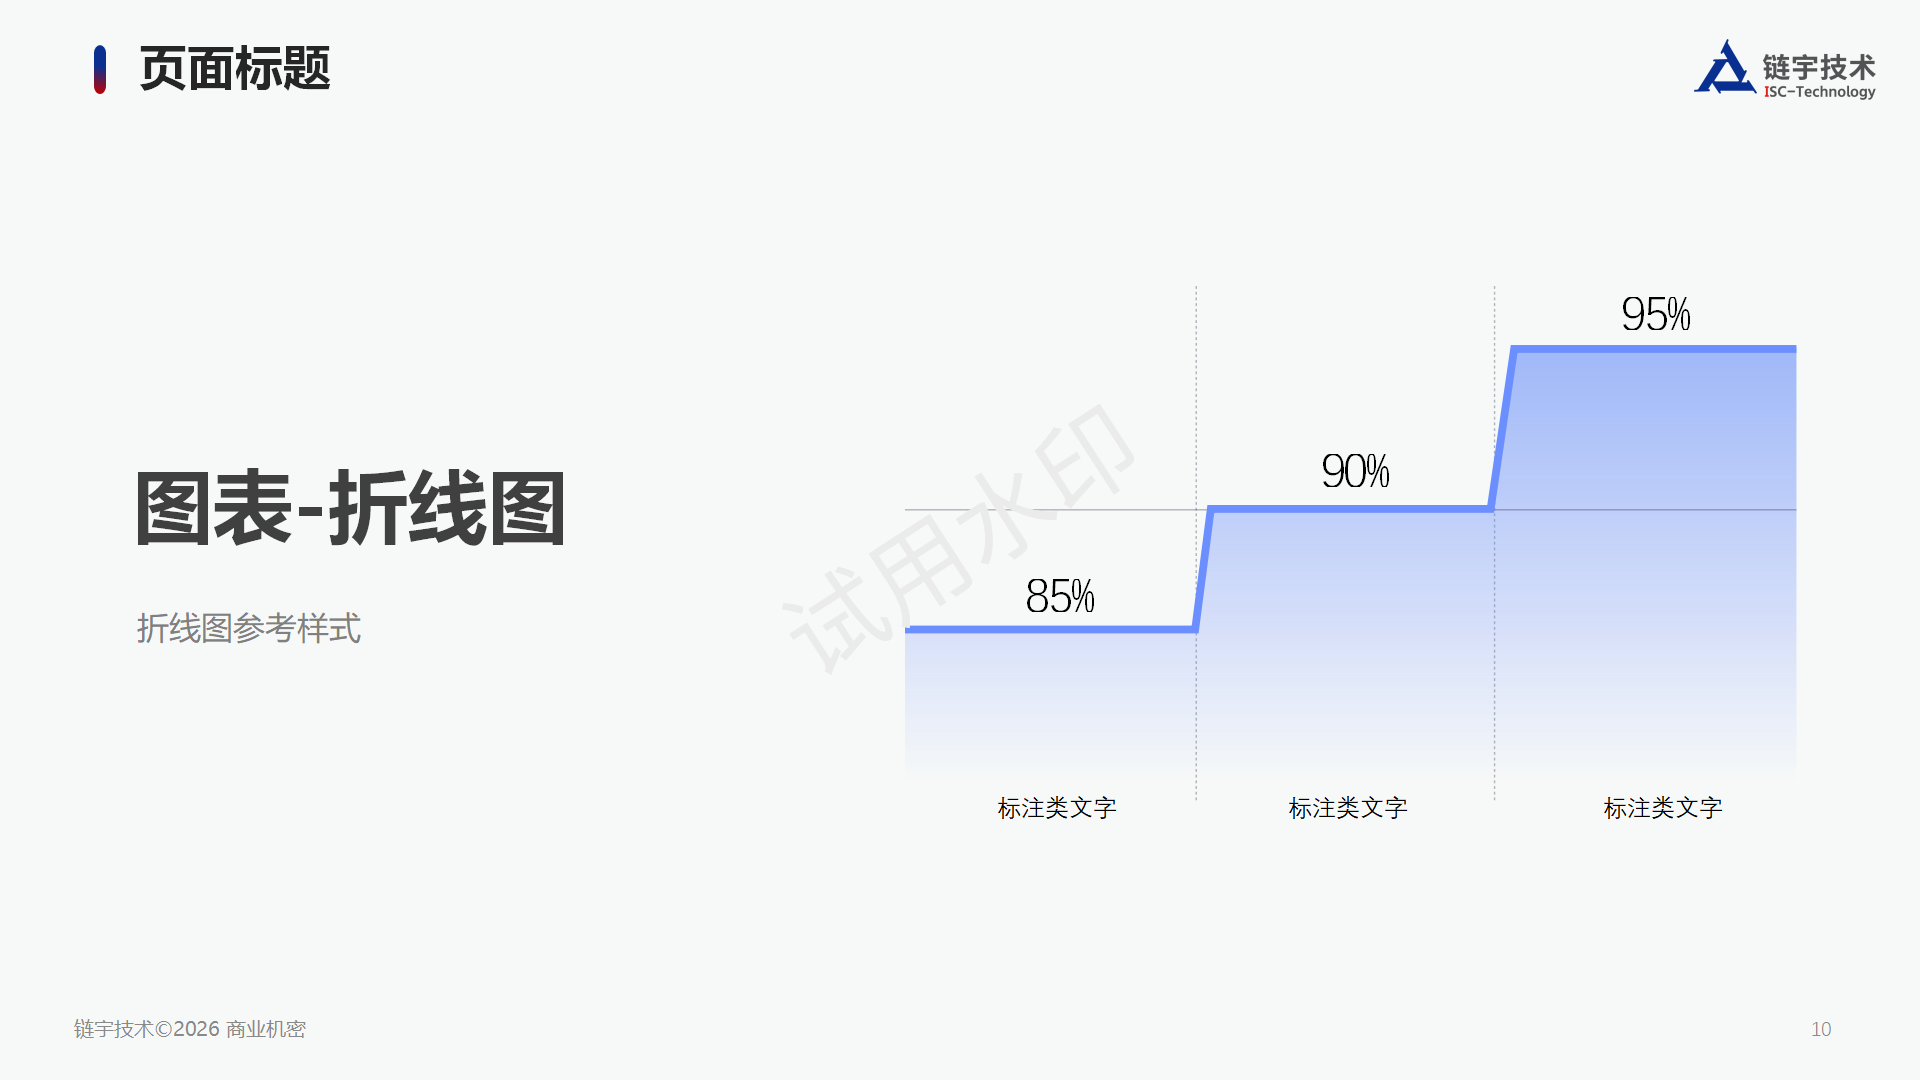 页面标题
链宇技术
ISC-Technology
95%
90%
85%
试用水印
图表-折线图
折线图参考样式
标注类文字
标注类文字
标注类文字
链宇技术©2026 商业机密
10